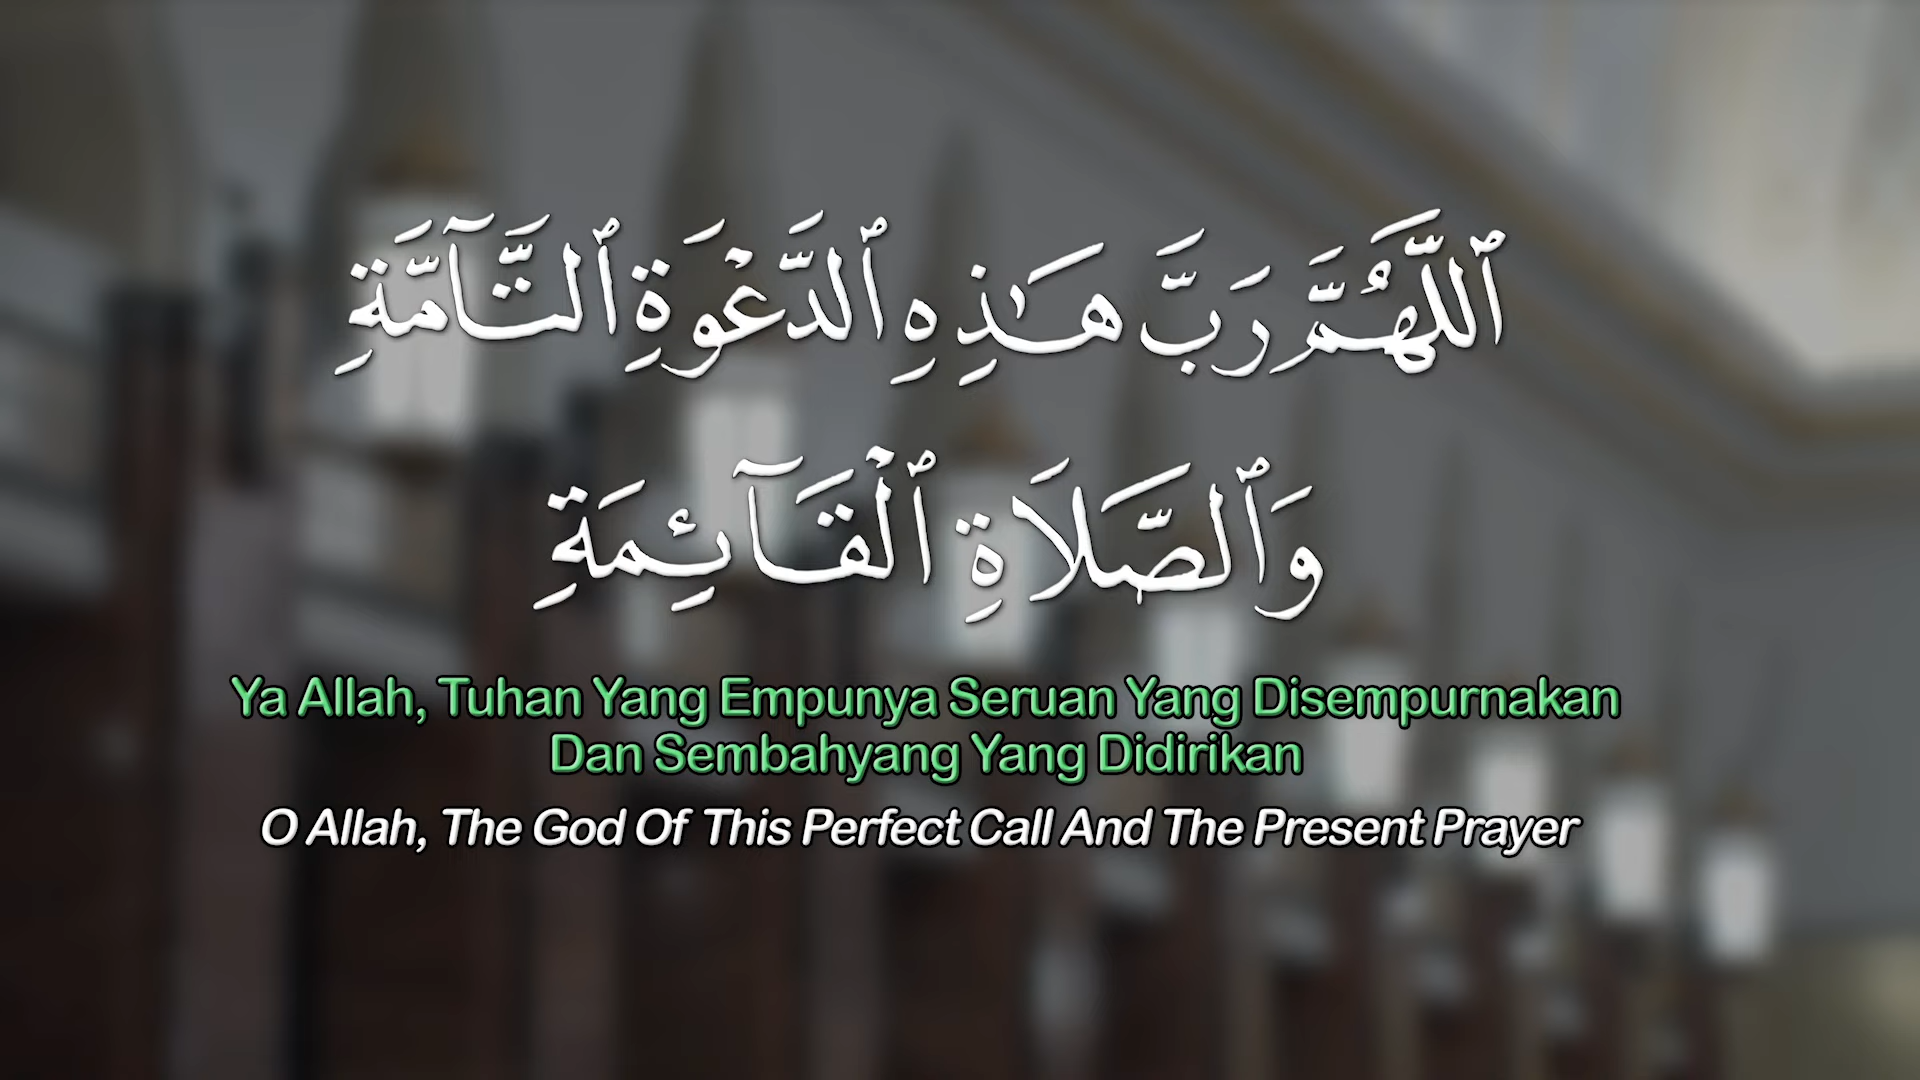 ٱللَّهُمَّ رَبَّ هَـٰذِهِ ٱلدَّعْوَةِ ٱلتَّآمَّةِ
وَٱلصَّلَاةِ ٱلْقَآئِمَةِ
Ya Allah, Tuhan Yang Empunya Seruan Yang Disempurnakan
Dan Sembahyang Yang Didirikan
O Allah, The God Of This Perfect Call And The Present Prayer